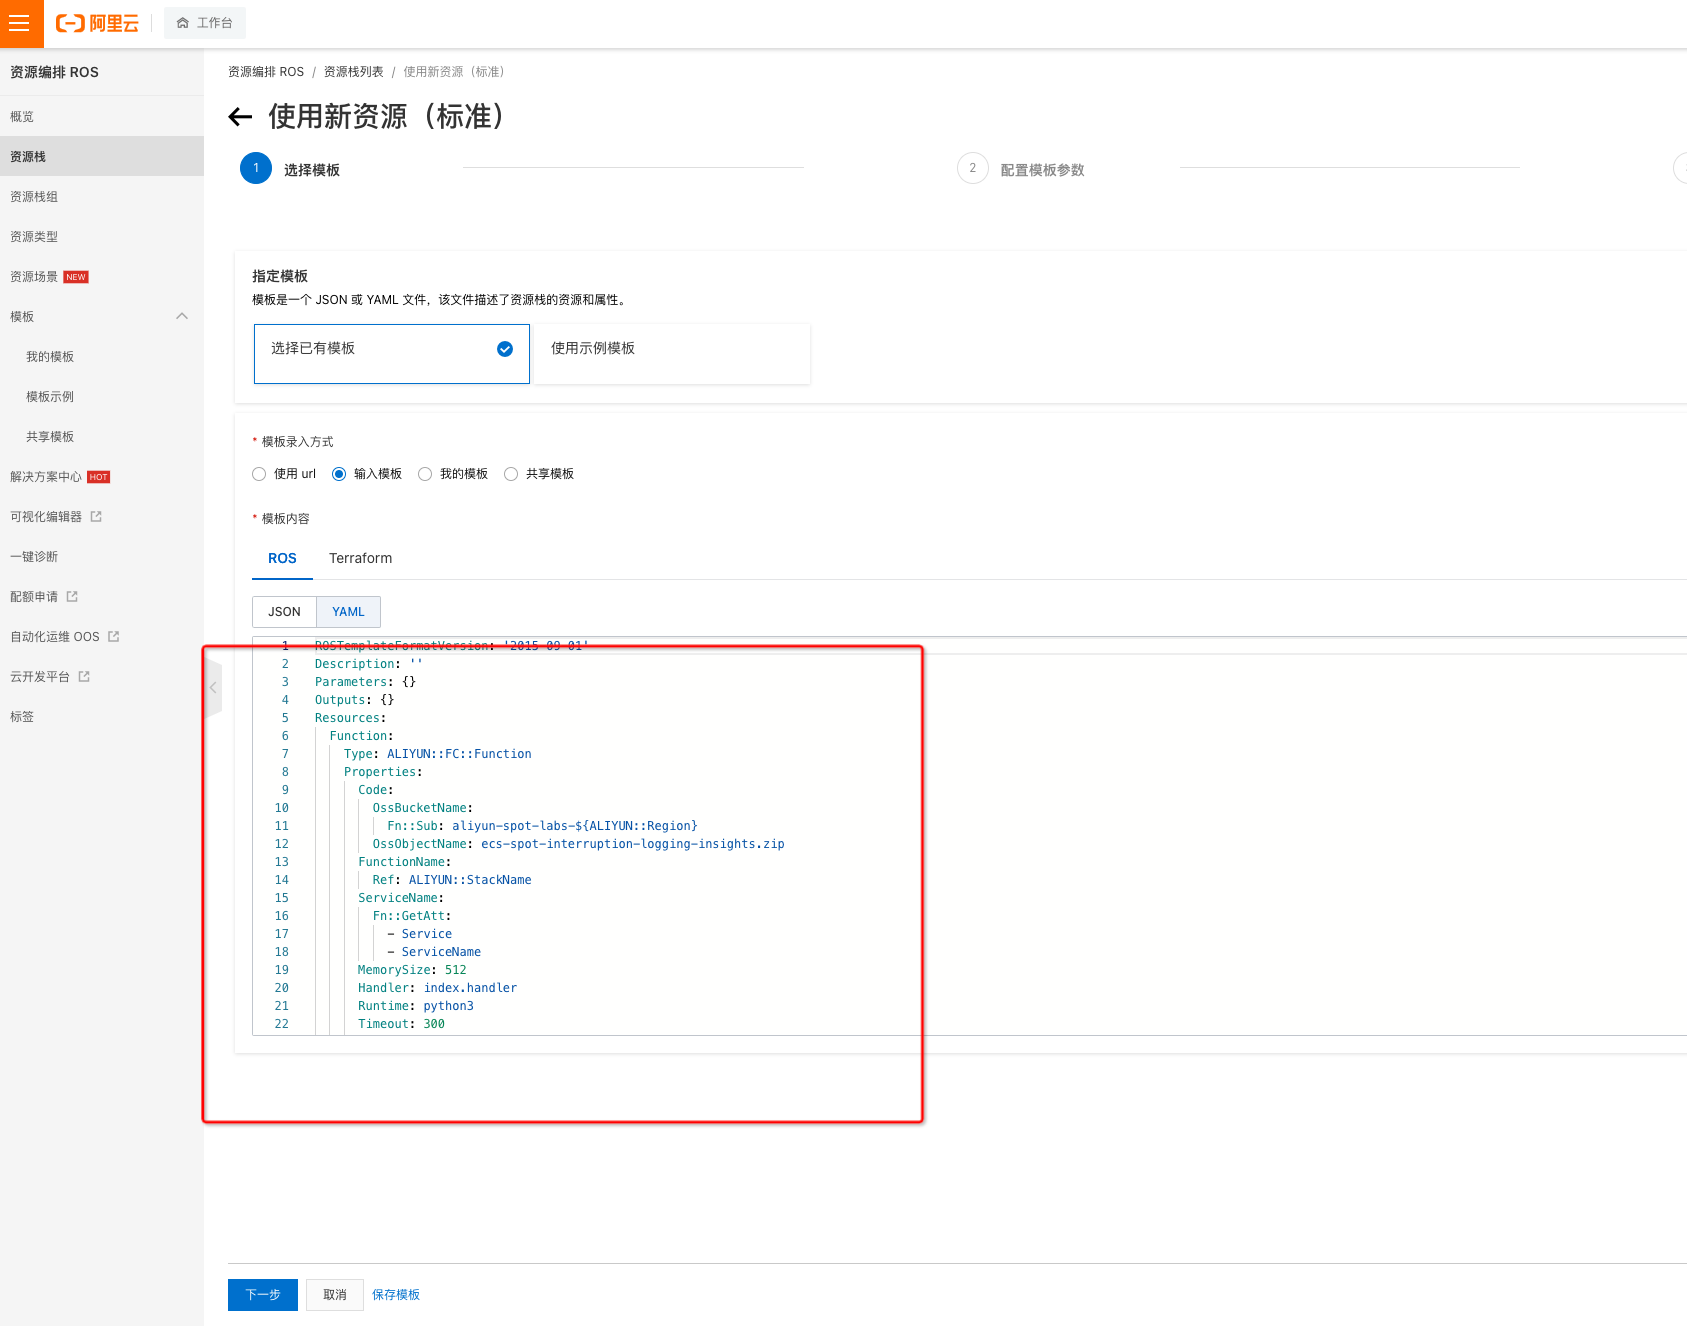 阿里云
工作台
资源编排 ROS
概览
资源栈
资源栈组
资源类型
资源场景 NEW
模板
我的模板
模板示例
共享模板
解决方案中心 HOT
可视化编辑器
一键诊断
配额申请
自动化运维 OOS
云开发平台
标签
资源编排 ROS / 资源栈列表 / 使用新资源（标准）
使用新资源（标准）
1 选择模板
2 配置模板参数
指定模板
模板是一个 JSON 或 YAML 文件，该文件描述了资源栈的资源和属性。
选择已有模板
使用示例模板
* 模板录入方式
使用 url 输入模板 我的模板 共享模板
* 模板内容
ROS Terraform
JSON YAML
1 ROSTemplateFormatVersion: '2015-09-01'
2 Description: ''
3 Parameters: {}
4 Outputs: {}
5 Resources:
6 Function:
7 Type: ALIYUN::FC::Function
8 Properties:
9 Code:
10 OssBucketName:
11 Fn::Sub: aliyun-spot-labs-${ALIYUN::Region}
12 OssObjectName: ecs-spot-interruption-logging-insights.zip
13 FunctionName:
14 Ref: ALIYUN::StackName
15 ServiceName:
16 Fn::GetAtt:
17 - Service
18 - ServiceName
19 MemorySize: 512
20 Handler: index.handler
21 Runtime: python3
22 Timeout: 300
下一步 取消 保存模板